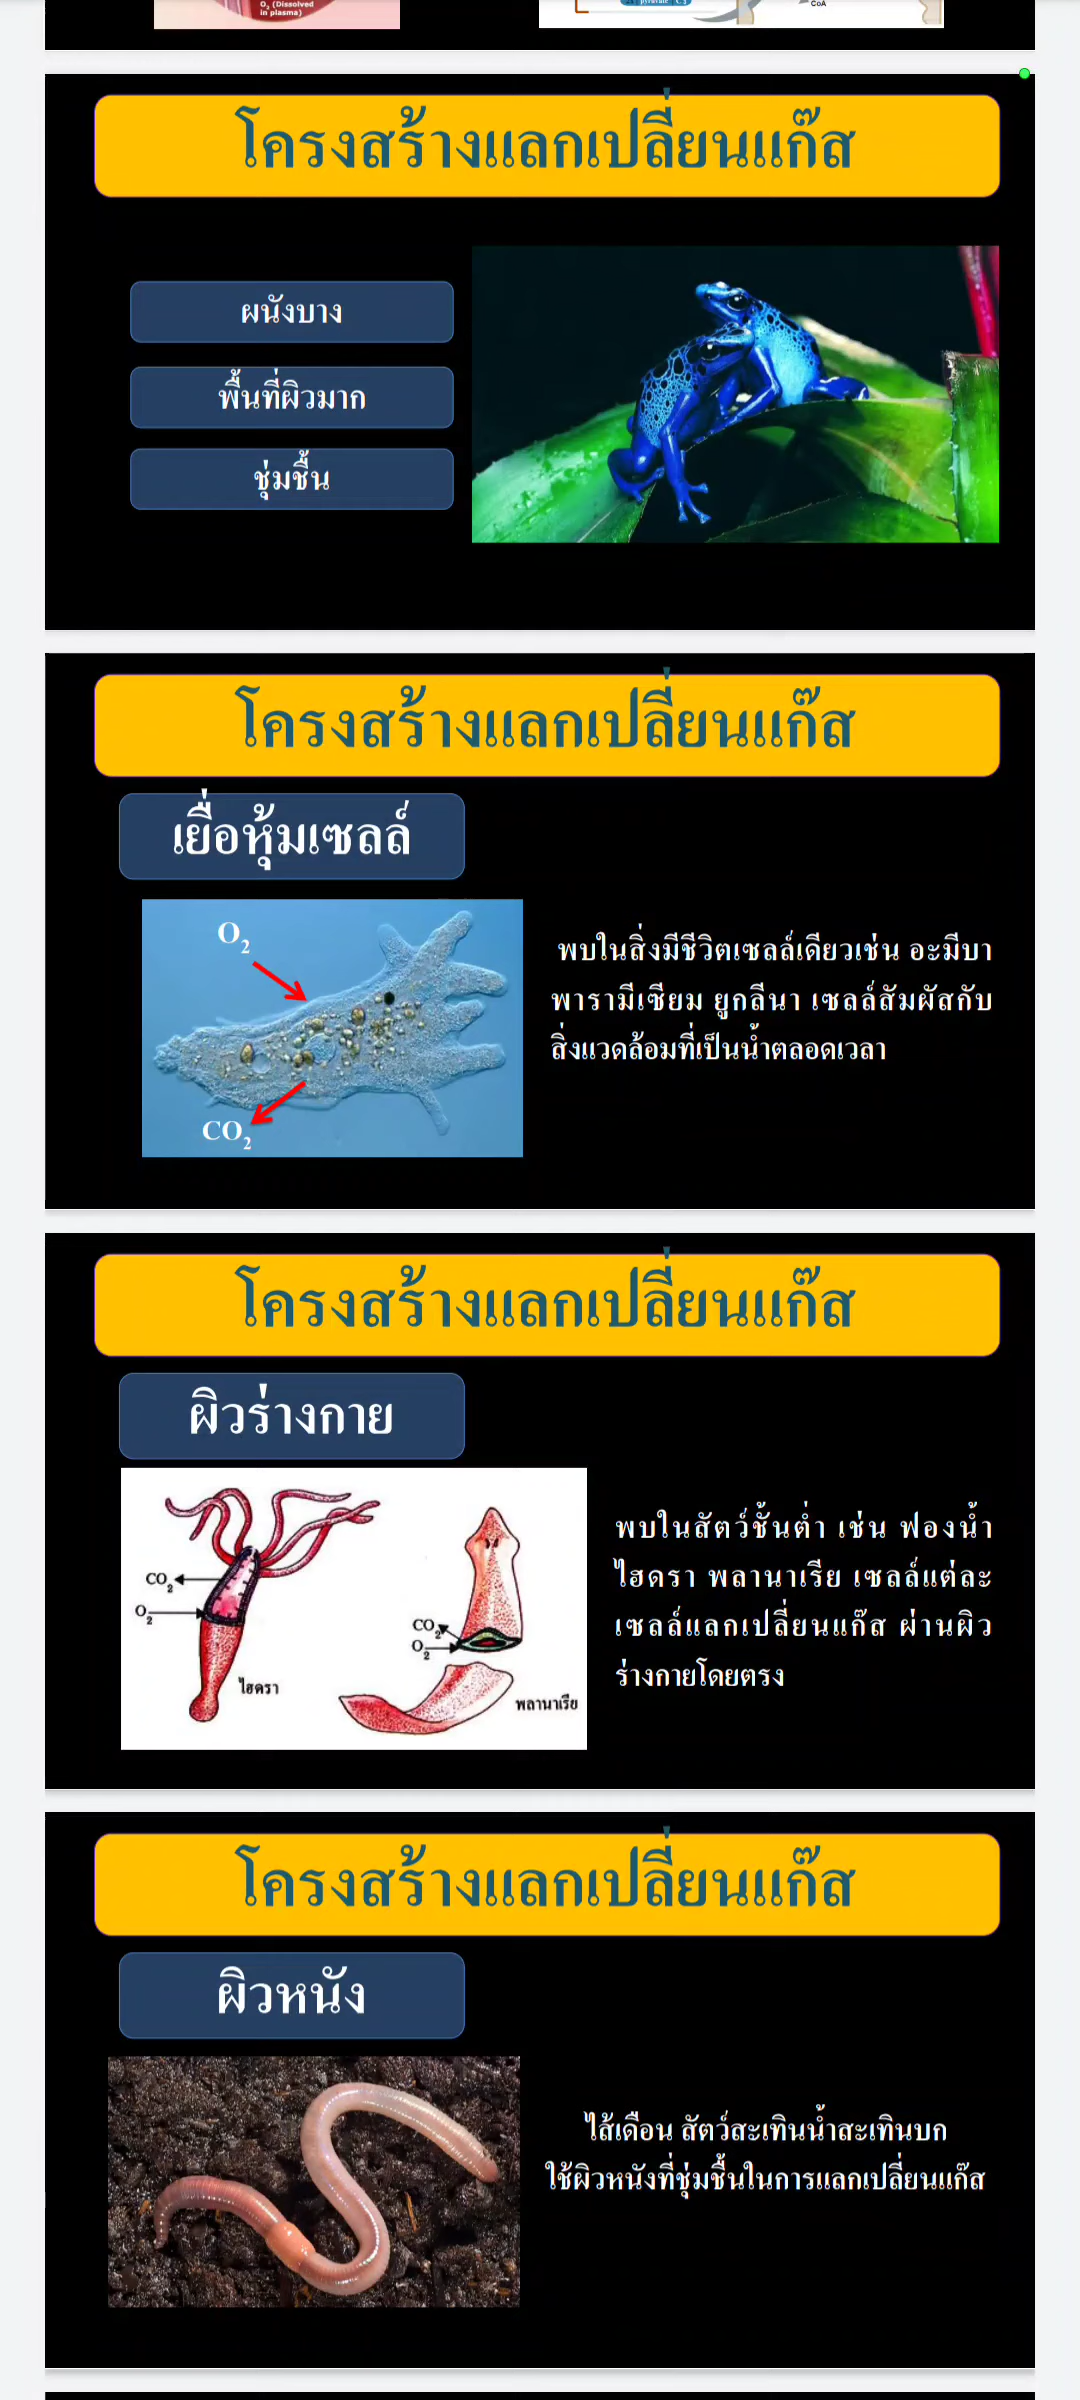 O₂ (Dissolved
in plasma)
pyruvate C₃
CoA
โครงสร้างแลกเปลี่ยนแก๊ส
ผนังบาง
พื้นที่ผิวมาก
ชุ่มชื้น
โครงสร้างแลกเปลี่ยนแก๊ส
เยื่อหุ้มเซลล์
O₂
CO₂
พบในสิ่งมีชีวิตเซลล์เดียวเช่น อะมีบา
พารามีเซียม ยูกลีนา เซลล์สัมผัสกับ
สิ่งแวดล้อมที่เป็นน้ำตลอดเวลา
โครงสร้างแลกเปลี่ยนแก๊ส
ผิวร่างกาย
CO₂
O₂
ไฮดรา
CO₂
O₂
พลานาเรีย
พบในสัตว์ชั้นต่ำ เช่น ฟองน้ำ
ไฮดรา พลานาเรีย เซลล์แต่ละ
เซลล์แลกเปลี่ยนแก๊ส ผ่านผิว
ร่างกายโดยตรง
โครงสร้างแลกเปลี่ยนแก๊ส
ผิวหนัง
ไส้เดือน สัตว์สะเทินน้ำสะเทินบก
ใช้ผิวหนังที่ชุ่มชื้นในการแลกเปลี่ยนแก๊ส